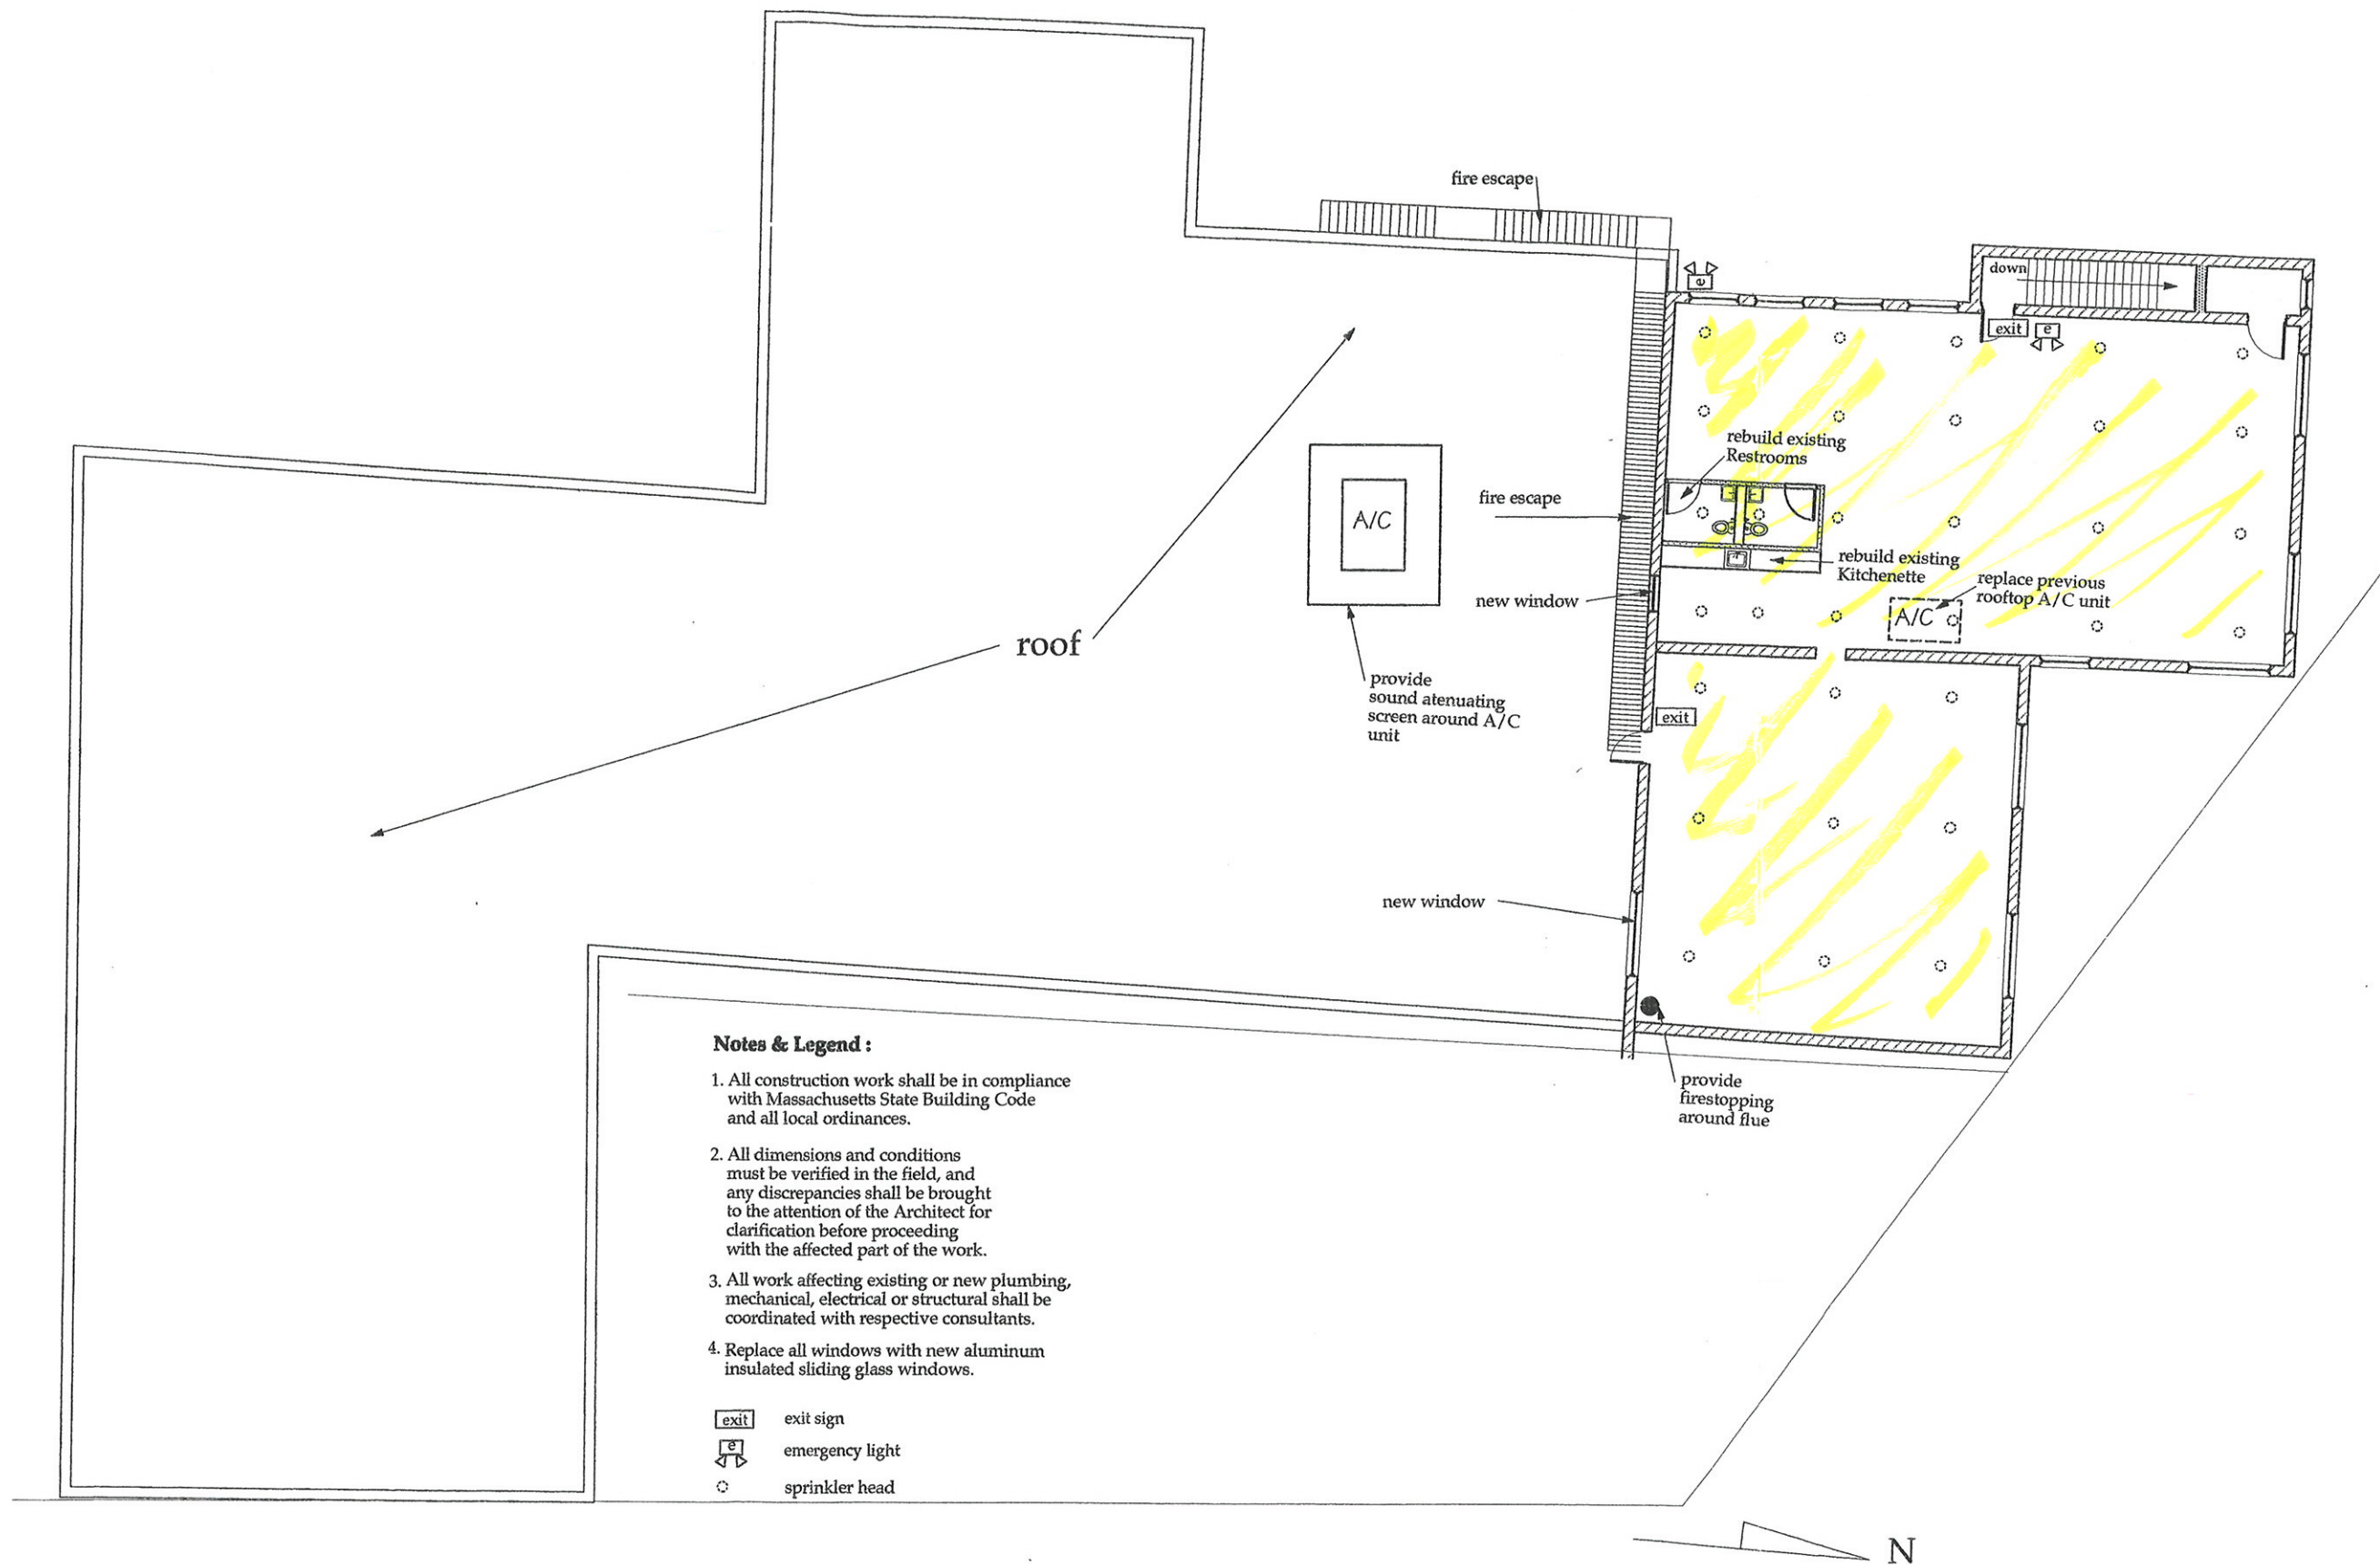 fire escape
down
exit
e
e
rebuild existing
Restrooms
A/C
fire escape
rebuild existing
Kitchenette
replace previous
rooftop A/C unit
new window
A/C
roof
provide
sound atenuating
screen around A/C
unit
exit
new window
provide
firestopping
around flue
Notes & Legend :
1. All construction work shall be in compliance
with Massachusetts State Building Code
and all local ordinances.
2. All dimensions and conditions
must be verified in the field, and
any discrepancies shall be brought
to the attention of the Architect for
clarification before proceeding
with the affected part of the work.
3. All work affecting existing or new plumbing,
mechanical, electrical or structural shall be
coordinated with respective consultants.
4. Replace all windows with new aluminum
insulated sliding glass windows.
exit exit sign
e emergency light
sprinkler head
N